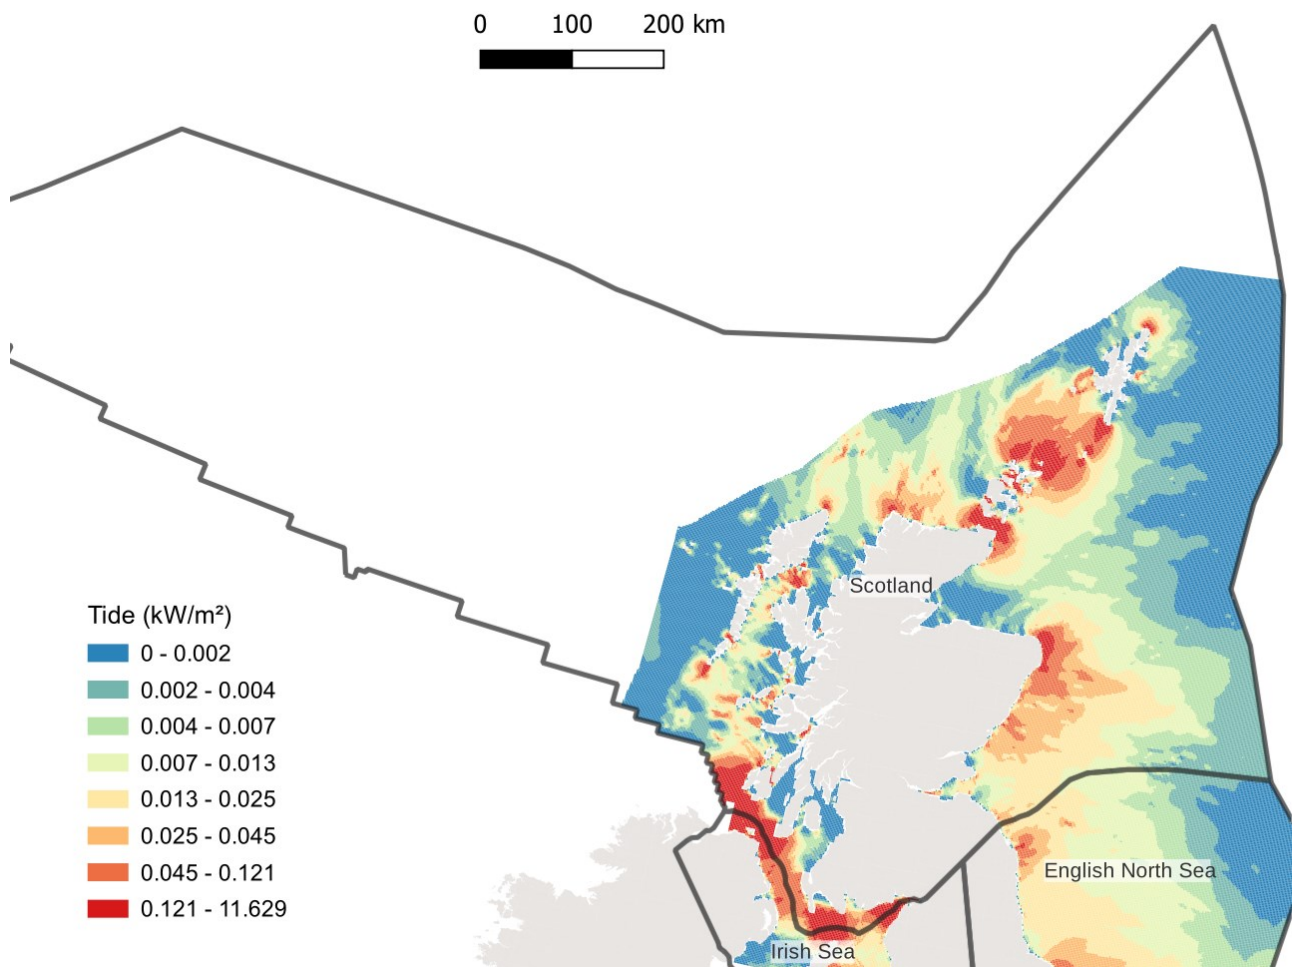 0 100 200 km
Scotland
Tide (kW/m²)
0 - 0.002
0.002 - 0.004
0.004 - 0.007
0.007 - 0.013
0.013 - 0.025
0.025 - 0.045
0.045 - 0.121
0.121 - 11.629
English North Sea
Irish Sea